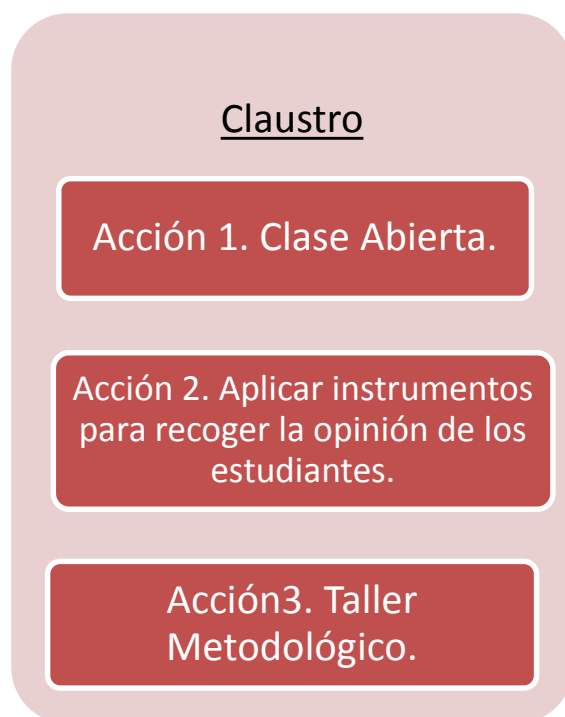 Claustro
Acción 1. Clase Abierta.
Acción 2. Aplicar instrumentos
para recoger la opinión de los
estudiantes.
Acción3. Taller
Metodológico.